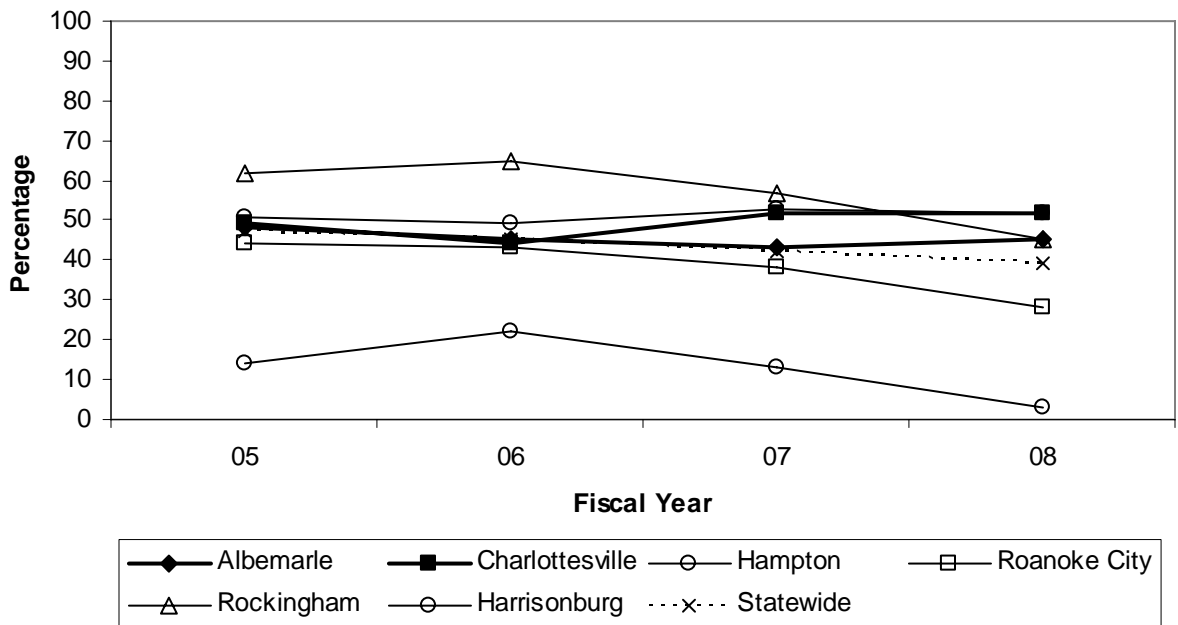 100
90
80
70
60
50
40
30
20
10
0
Percentage
05 06 07 08
Fiscal Year
Albemarle Charlottesville Hampton Roanoke City
Rockingham Harrisonburg Statewide